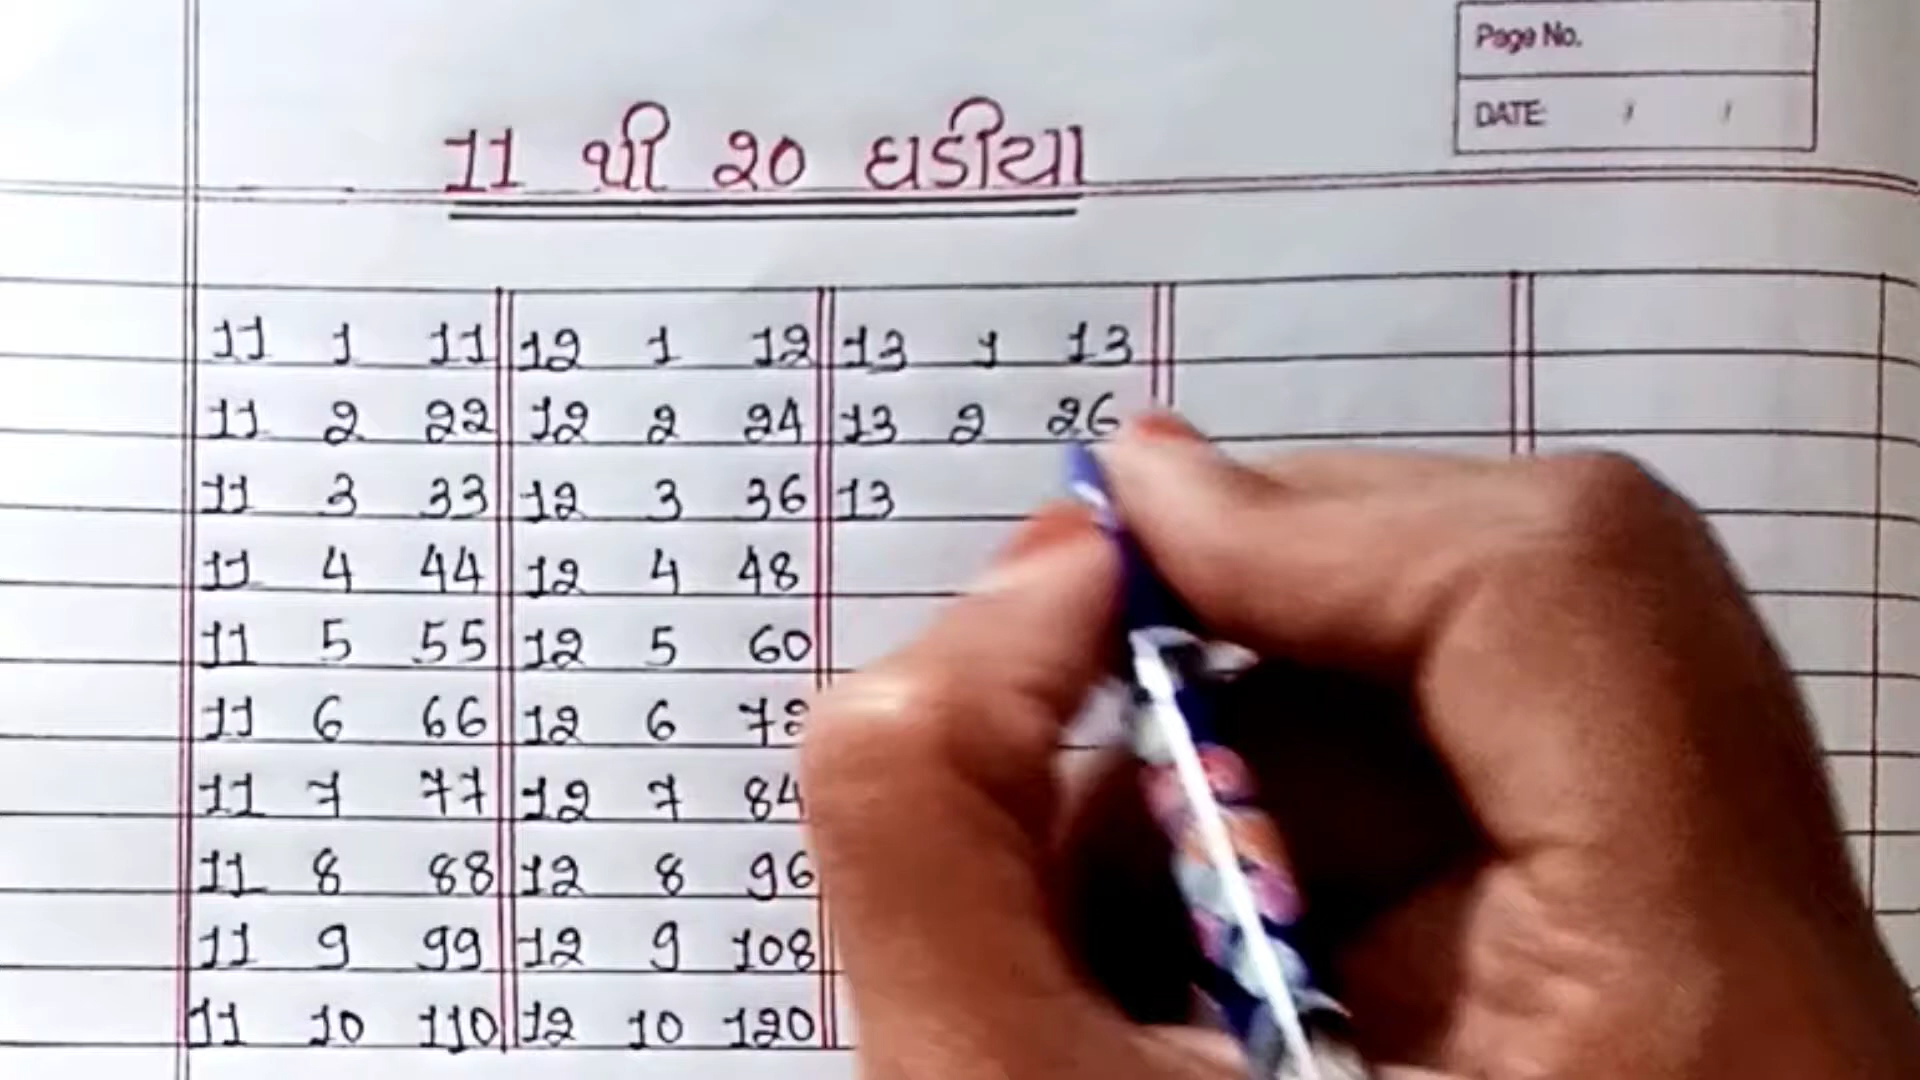 Page No.
DATE: / /
11 થી 20 ઘડીયા
11 1 11 12 1 12 13 1 13
11 2 22 12 2 24 13 2 26
11 3 33 12 3 36 13
11 4 44 12 4 48
11 5 55 12 5 60
11 6 66 12 6 72
11 7 77 12 7 84
11 8 88 12 8 96
11 9 99 12 9 108
11 10 110 12 10 120